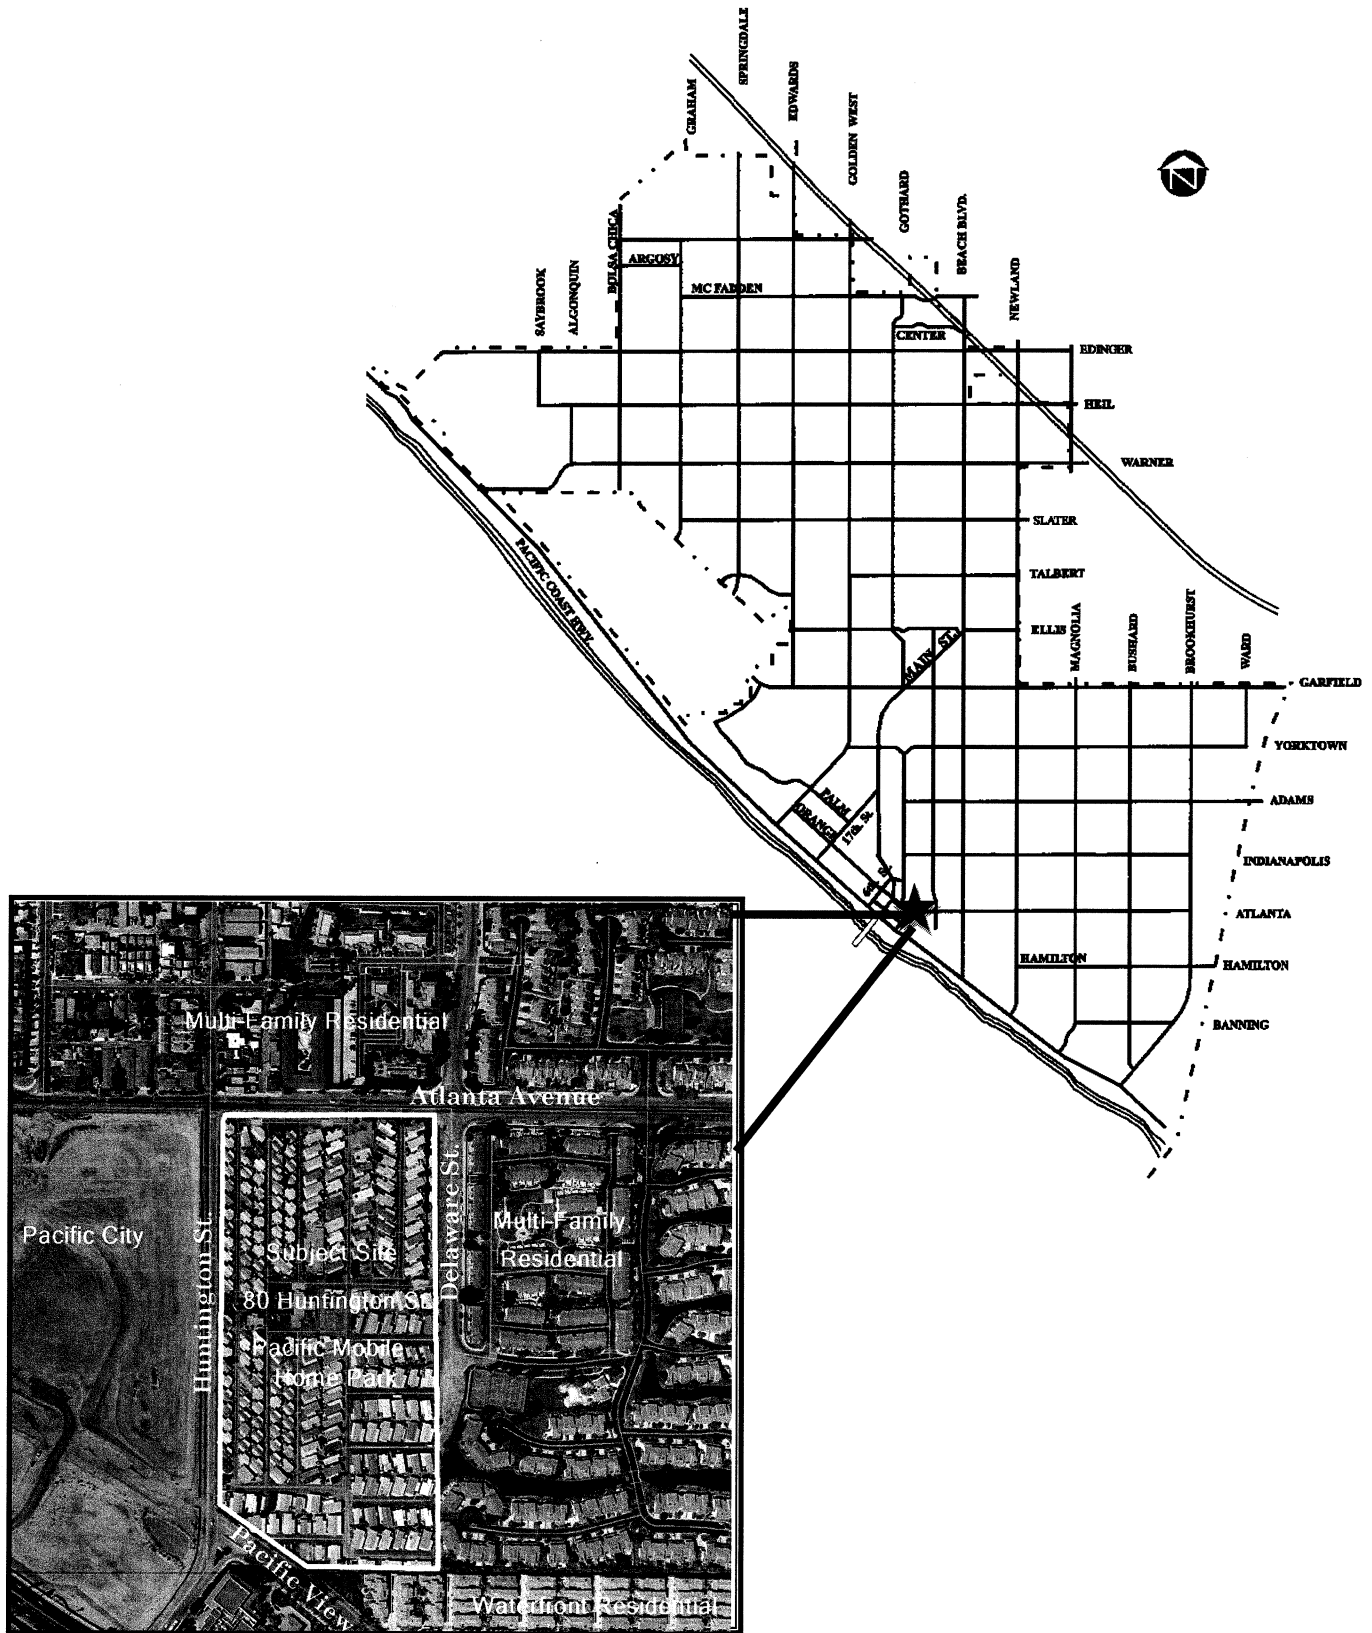 SPRINGDALE
EDWARDS
GRAHAM
GOLDEN WEST
GOTHARD
BEACH BLVD.
BOLSA CHICA
NEWLAND
SAYBROOK
ALGONQUIN
N
ARGOSY
MC FADDEN
CENTER
EDINGER
HEIL
WARNER
SLATER
PACIFIC COAST HWY.
TALBERT
ELLIS
MAIN ST.
MAGNOLIA
BUSHARD
BROOKHURST
WARD
GARFIELD
YORKTOWN
PALM
ORANGE
17th. St.
ADAMS
INDIANAPOLIS
6th St.
ATLANTA
HAMILTON
HAMILTON
BANNING
Multi-Family Residential
Atlanta Avenue
Pacific City
Huntington St.
Subject Site
80 Huntington St.
Pacific Mobile
Home Park
Delaware St.
Multi-Family
Residential
Pacific View
Waterfront Residential